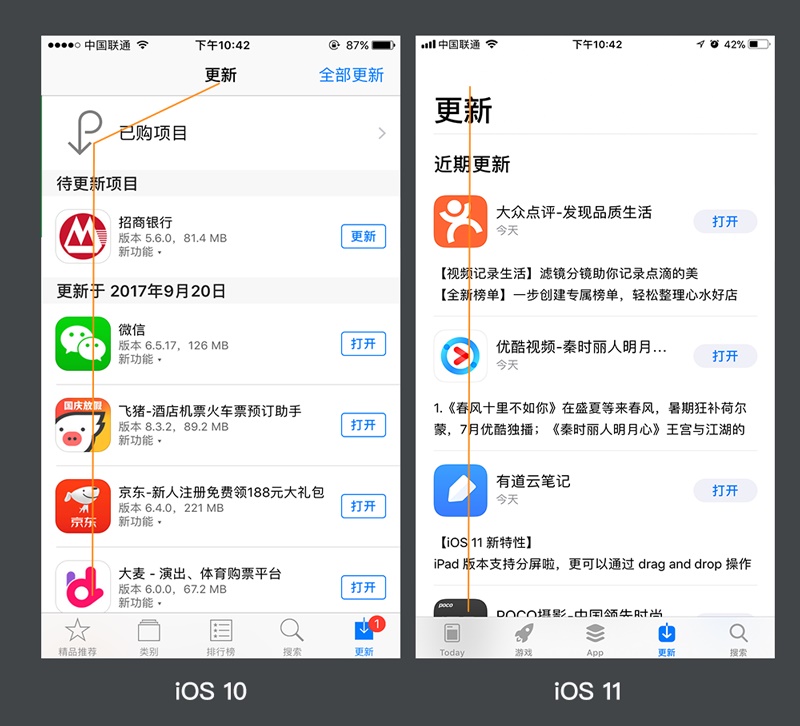 中国联通
下午10:42
87%
更新
全部更新
已购项目
待更新项目
招商银行
版本 5.6.0，81.4 MB
新功能
更新
更新于 2017年9月20日
微信
版本 6.5.17，126 MB
新功能
打开
国庆放假
飞猪-酒店机票火车票预订助手
版本 8.3.2，89.2 MB
新功能
打开
京东
京东-新人注册免费领188元大礼包
版本 6.4.0，221 MB
新功能
打开
大麦 - 演出、体育购票平台
版本 6.0.0，67.2 MB
新功能
打开
精品推荐
类别
排行榜
搜索
1
更新
iOS 10
中国联通
下午10:42
42%
更新
近期更新
大众点评-发现品质生活
今天
打开
【视频记录生活】滤镜分镜助你记录点滴的美
【全新榜单】一步创建专属榜单，轻松整理心水好店
优酷视频-秦时丽人明月...
今天
打开
1.《春风十里不如你》在盛夏等来春风，暑期狂补荷尔
蒙，7月优酷独播；《秦时丽人明月心》王宫与江湖的
有道云笔记
今天
打开
【iOS 11 新特性】
iPad 版本支持分屏啦，更可以通过 drag and drop 操作
poco
POCO摄影-中国领先时尚
Today
游戏
App
更新
搜索
iOS 11